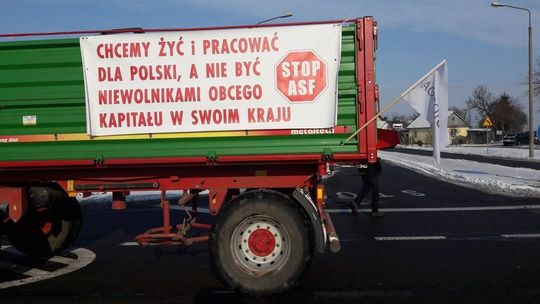 CHCEMY ŻYĆ i PRACOWAĆ
DLA POLSKI, A NIE BYĆ
NIEWOLNIKAMI OBCEGO
KAPITAŁU W SWOIM KRAJU
STOP
ASF
metaltech